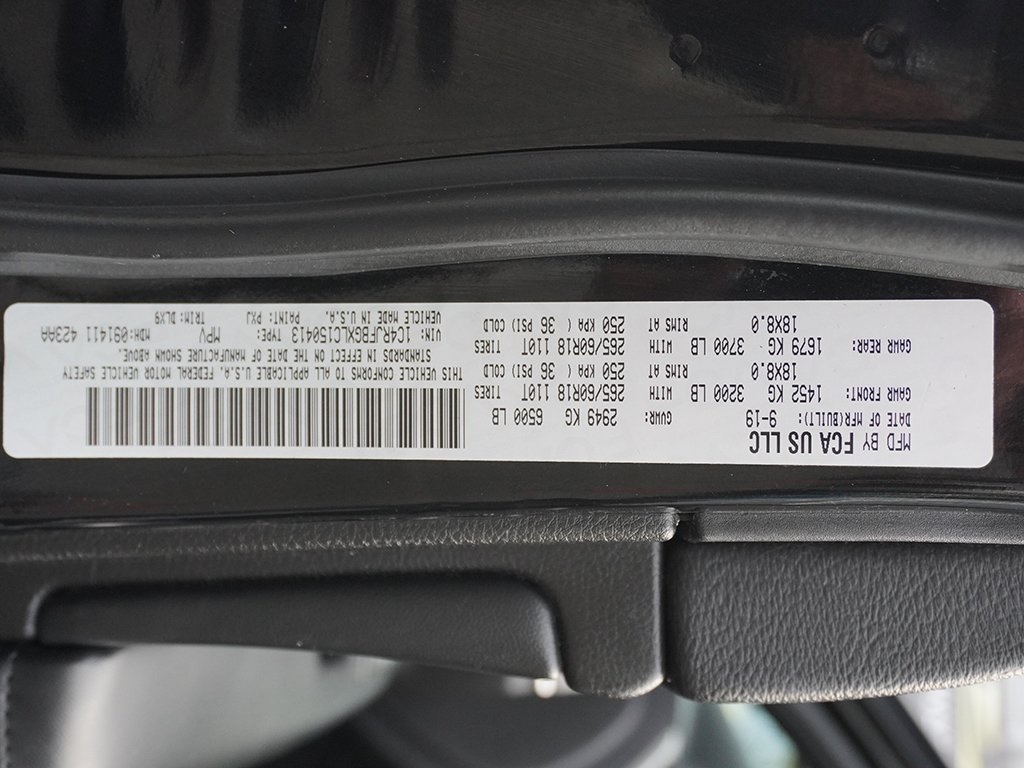 MFD BY FCA US LLC
DATE OF MFR(BUILT): 9-19 GVWR: 2949 KG 6500 LB
GAWR FRONT: 1452 KG 3200 LB WITH 265/60R18 110T TIRES
18X8.0 RIMS AT 250 KPA ( 36 PSI) COLD
GAWR REAR: 1679 KG 3700 LB WITH 265/60R18 110T TIRES
18X8.0 RIMS AT 250 KPA ( 36 PSI) COLD
THIS VEHICLE CONFORMS TO ALL APPLICABLE U.S.A. FEDERAL MOTOR VEHICLE SAFETY
STANDARDS IN EFFECT ON THE DATE OF MANUFACTURE SHOWN ABOVE.
VIN: 1C4RJFBGXLC150413 TYPE: MPV MDH:091411 423AA
VEHICLE MADE IN U.S.A. PAINT: PXJ TRIM: DLX9